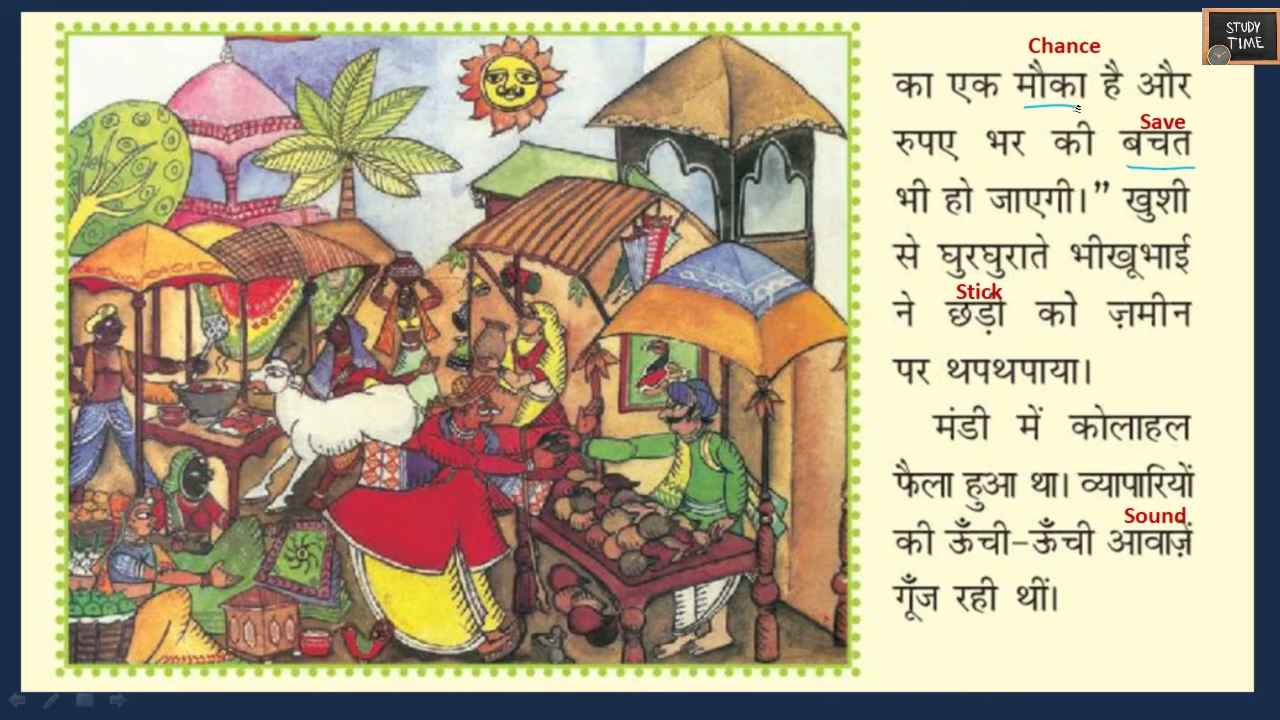 STUDY
TIME
Chance
का एक मौका है और
Save
रुपए भर की बचत
भी हो जाएगी।” खुशी
से घुरघुराते भीखूभाई
Stick
ने छड़ी को ज़मीन
पर थपथपाया।
मंडी में कोलाहल
फैला हुआ था। व्यापारियों
Sound
की ऊँची-ऊँची आवाज़ें
गूँज रही थीं।